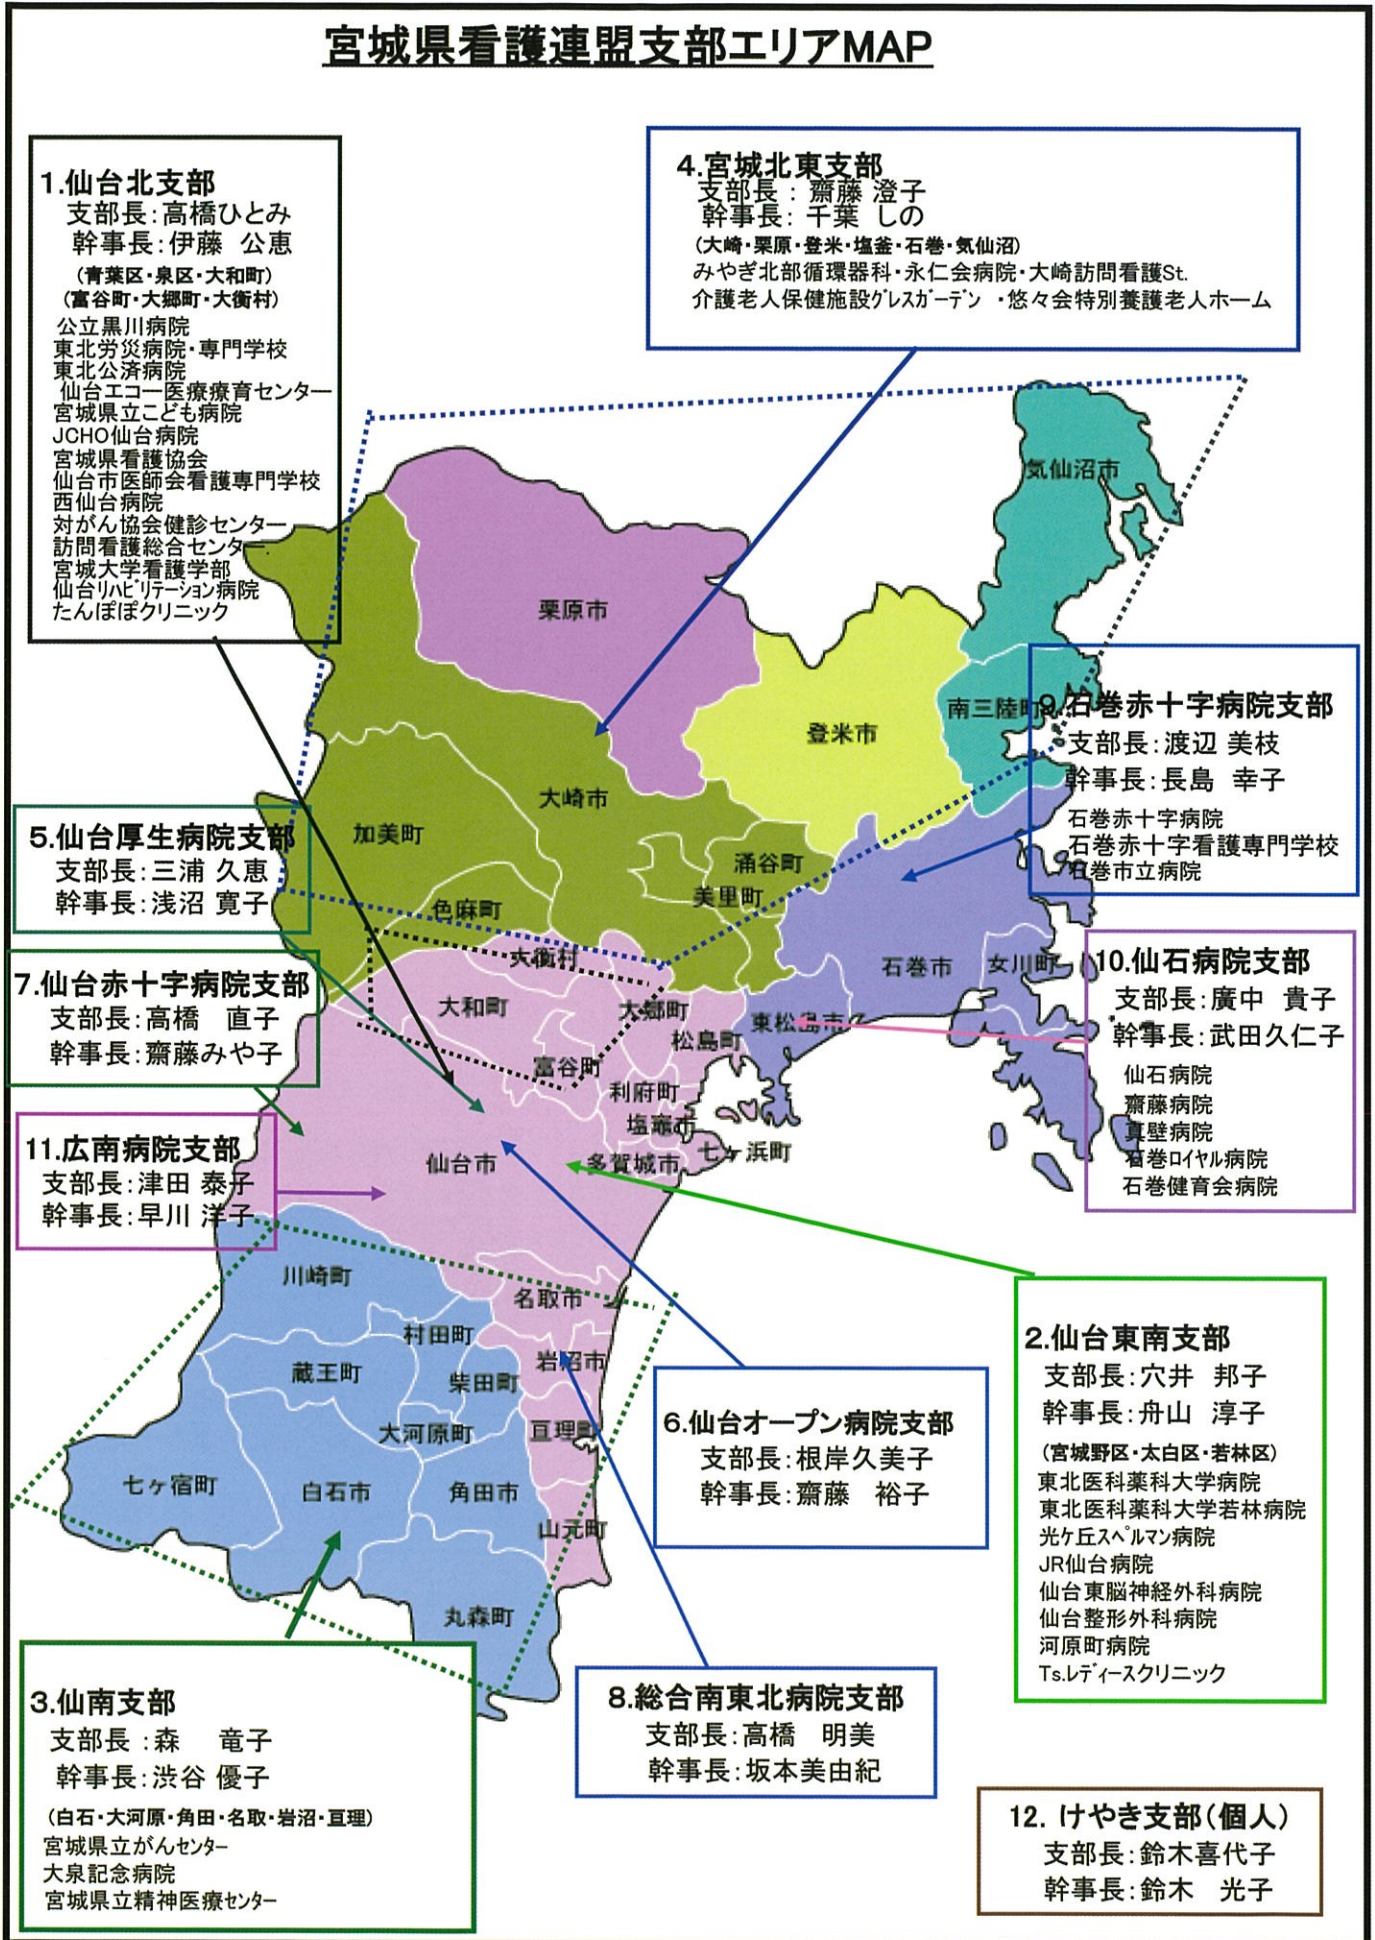 宮城県看護連盟支部エリアMAP
1.仙台北支部
支部長:高橋ひとみ
幹事長:伊藤 公恵
(青葉区・泉区・大和町)
(富谷町・大郷町・大衡村)
公立黒川病院
東北労災病院・専門学校
東北公済病院
仙台エコー医療療育センター
宮城県立こども病院
JCHO仙台病院
宮城県看護協会
仙台市医師会看護専門学校
西仙台病院
対がん協会健診センター
訪問看護総合センター
宮城大学看護学部
仙台リハビリテーション病院
たんぽぽクリニック
4.宮城北東支部
支部長:齋藤 澄子
幹事長:千葉 しの
(大崎・栗原・登米・塩釜・石巻・気仙沼)
みやぎ北部循環器科・永仁会病院・大崎訪問看護St.
介護老人保健施設グレスガーデン ・悠々会特別養護老人ホーム
気仙沼市
栗原市
登米市
南三陸町
大崎市
加美町
涌谷町
美里町
色麻町
大衡村
大和町
大郷町
富谷町
松島町
利府町
塩竈市
七ヶ浜町
多賀城市
仙台市
石巻市
女川町
東松島市
9.石巻赤十字病院支部
支部長:渡辺 美枝
幹事長:長島 幸子
石巻赤十字病院
石巻赤十字看護専門学校
石巻市立病院
5.仙台厚生病院支部
支部長:三浦 久恵
幹事長:浅沼 寛子
7.仙台赤十字病院支部
支部長:高橋 直子
幹事長:齋藤みや子
10.仙石病院支部
支部長:廣中 貴子
幹事長:武田久仁子
仙石病院
齋藤病院
真壁病院
石巻ロイヤル病院
石巻健育会病院
11.広南病院支部
支部長:津田 泰子
幹事長:早川 洋子
川崎町
名取市
村田町
岩沼市
蔵王町
柴田町
大河原町
亘理町
七ヶ宿町
白石市
角田市
山元町
丸森町
2.仙台東南支部
支部長:穴井 邦子
幹事長:舟山 淳子
(宮城野区・太白区・若林区)
東北医科薬科大学病院
東北医科薬科大学若林病院
光ケ丘スペルマン病院
JR仙台病院
仙台東脳神経外科病院
仙台整形外科病院
河原町病院
Ts.レディースクリニック
6.仙台オープン病院支部
支部長:根岸久美子
幹事長:齋藤 裕子
3.仙南支部
支部長:森 竜子
幹事長:渋谷 優子
(白石・大河原・角田・名取・岩沼・亘理)
宮城県立がんセンター
大泉記念病院
宮城県立精神医療センター
8.総合南東北病院支部
支部長:高橋 明美
幹事長:坂本美由紀
12. けやき支部(個人)
支部長:鈴木喜代子
幹事長:鈴木 光子